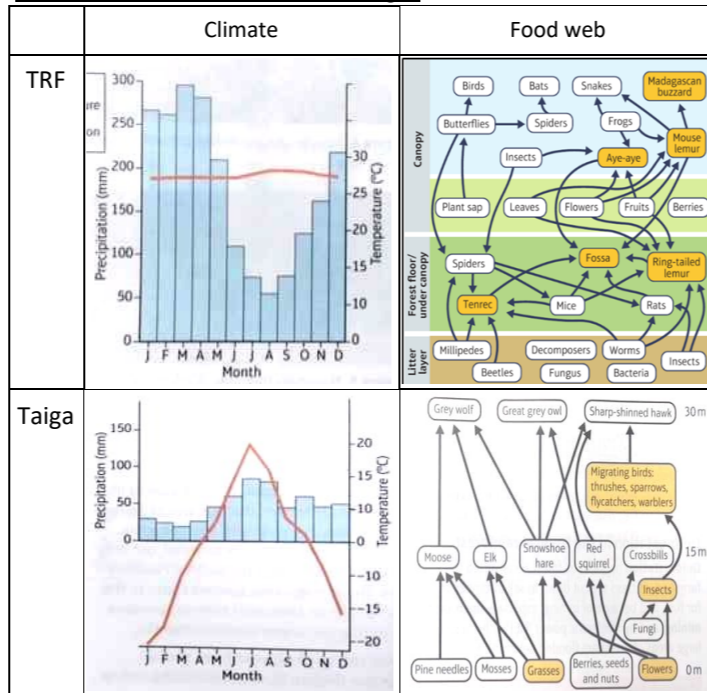 Climate
Food web
TRF
300
250
200
150
100
50
0
Precipitation (mm)
30
25
20
15
10
0
Temperature (°C)
J F M A M J J A S O N D
Month
Canopy
Birds
Bats
Snakes
Madagascan
buzzard
Butterflies
Spiders
Frogs
Mouse
lemur
Insects
Aye-aye
Plant sap
Leaves
Flowers
Fruits
Berries
Forest floor/
under canopy
Spiders
Fossa
Ring-tailed
lemur
Tenrec
Mice
Rats
Litter
layer
Millipedes
Decomposers
Worms
Beetles
Fungus
Bacteria
Insects
Taiga
150
100
50
0
Precipitation (mm)
20
15
10
0
-10
-15
-20
Temperature (°C)
J F M A M J J A S O N D
Month
Grey wolf
Great grey owl
Sharp-shinned hawk
30 m
Migrating birds:
thrushes, sparrows,
flycatchers, warblers
Moose
Elk
Snowshoe
hare
Red
squirrel
Crossbills
15 m
Insects
Fungi
Pine needles
Mosses
Grasses
Berries, seeds
and nuts
Flowers
0 m